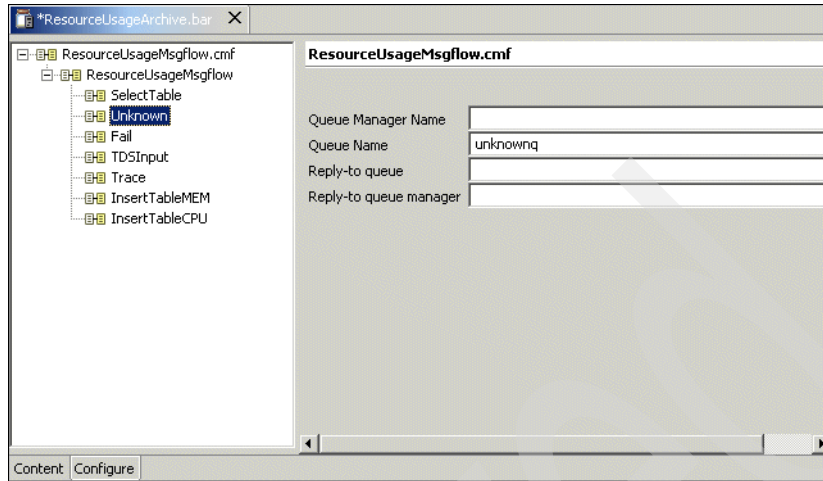 *ResourceUsageArchive.bar X
ResourceUsageMsgflow.cmf
ResourceUsageMsgflow
SelectTable
Unknown
Fail
TDSInput
Trace
InsertTableMEM
InsertTableCPU
ResourceUsageMsgflow.cmf
Queue Manager Name
Queue Name unknownq
Reply-to queue
Reply-to queue manager
Content Configure